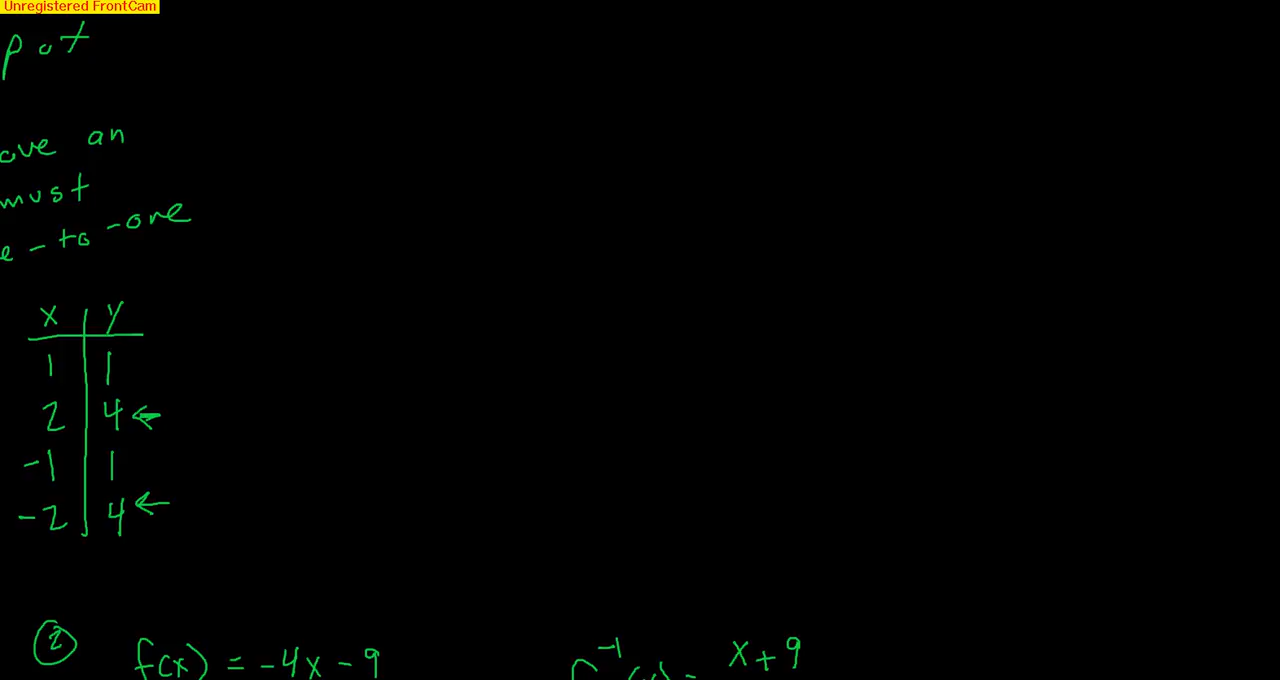 Unregistered FrontCam
pot
ave an
must
e-to-one
x y
1 1
2 4 ←
-1 1
-2 4 ←
② f(x) = -4x - 9
x + 9